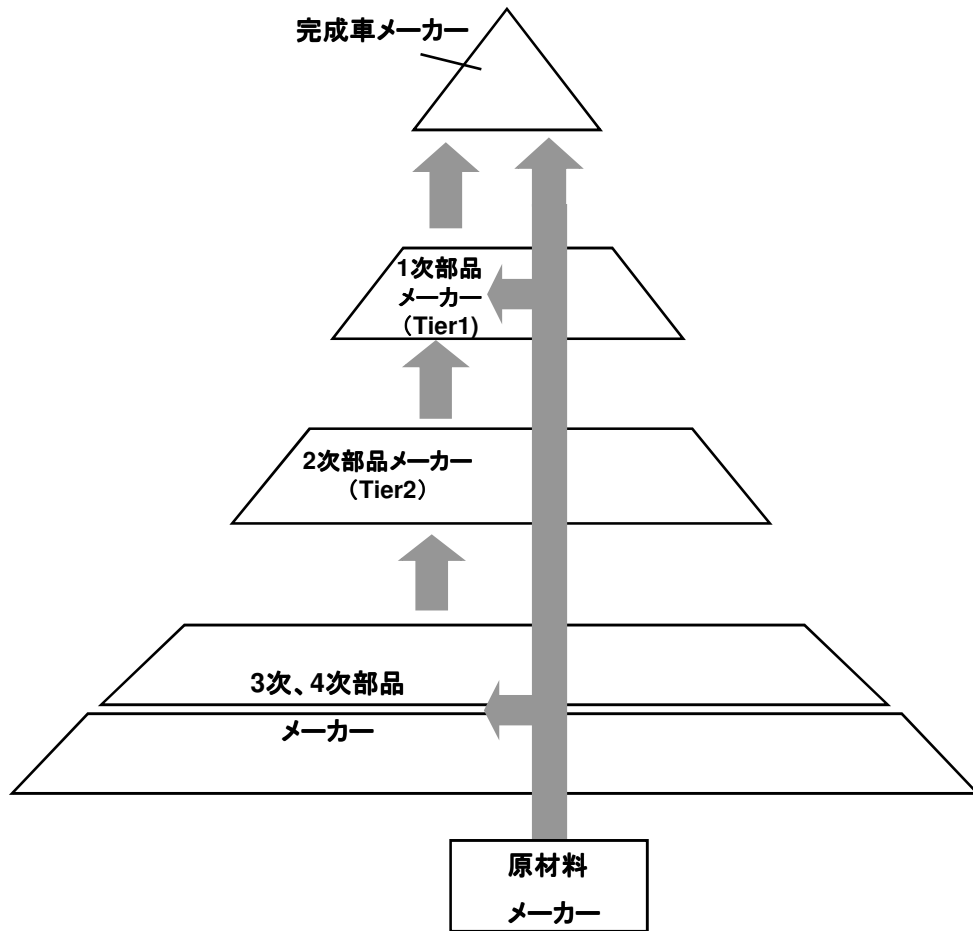 完成車メーカー
1次部品
メーカー
（Tier1)
2次部品メーカー
（Tier2）
3次、4次部品
メーカー
原材料
メーカー